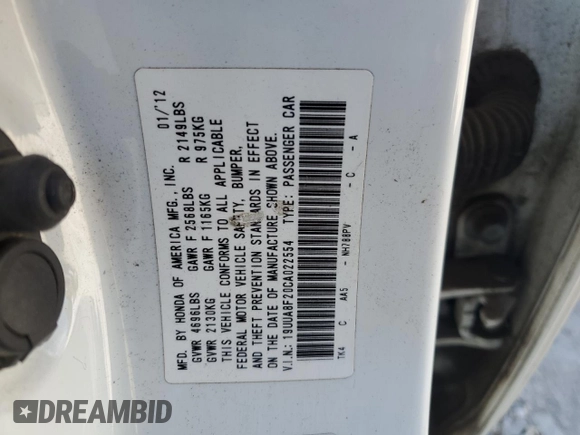 MFD. BY HONDA OF AMERICA MFG., INC. 01/'12
GVWR 4696LBS GAWR F 2568LBS R 2149LBS
GVWR 2130KG GAWR F 1165KG R 975KG
THIS VEHICLE CONFORMS TO ALL APPLICABLE
FEDERAL MOTOR VEHICLE SAFETY, BUMPER,
AND THEFT PREVENTION STANDARDS IN EFFECT
ON THE DATE OF MANUFACTURE SHOWN ABOVE.
V.I.N.: 19UUA8F20CA022554 TYPE: PASSENGER CAR
TK4 C AA5 - NH788PV - C - A
DREAMBID